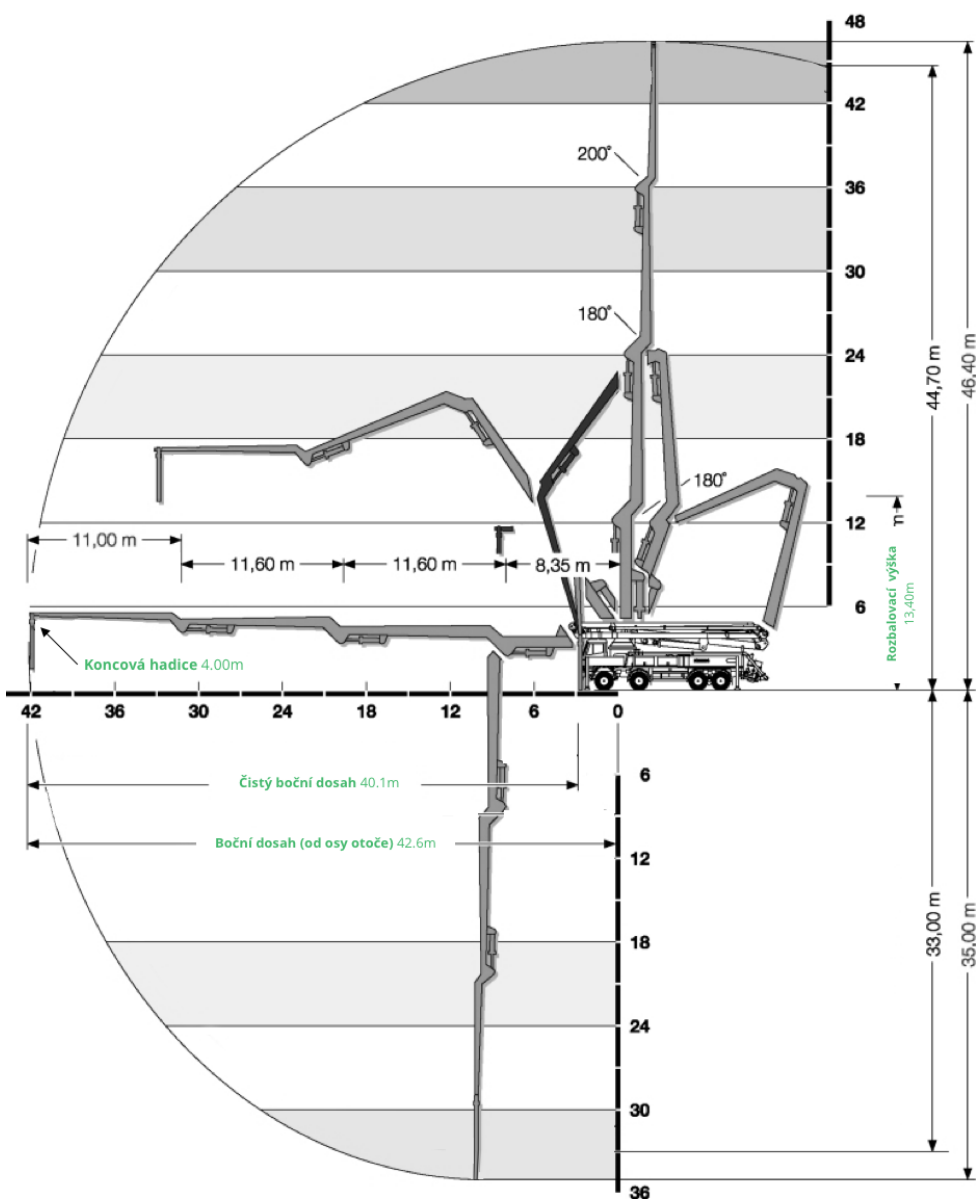 48
42
200°
36
30
180°
24
18
180°
12
m
11,00 m
11,60 m
11,60 m
8,35 m
6
Rozbalovací výška
13,40m
44,70 m
46,40 m
Koncová hadice 4.00m
42
36
30
24
18
12
6
0
6
Čistý boční dosah 40.1m
Boční dosah (od osy otoče) 42.6m
12
18
24
30
36
33,00 m
35.00 m